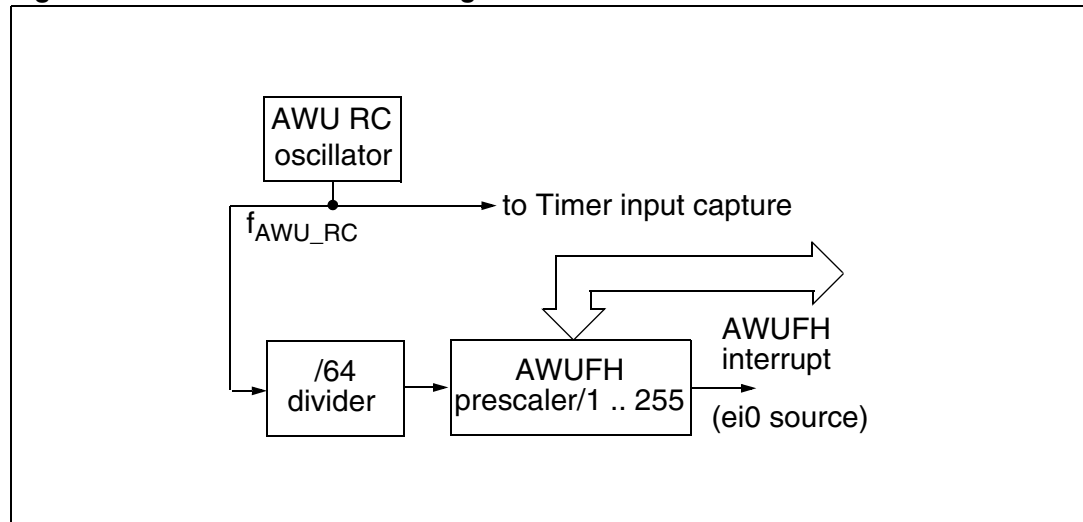 AWU RC
oscillator
to Timer input capture
fAWU_RC
AWUFH
interrupt
/64
divider
AWUFH
prescaler/1 .. 255
(ei0 source)